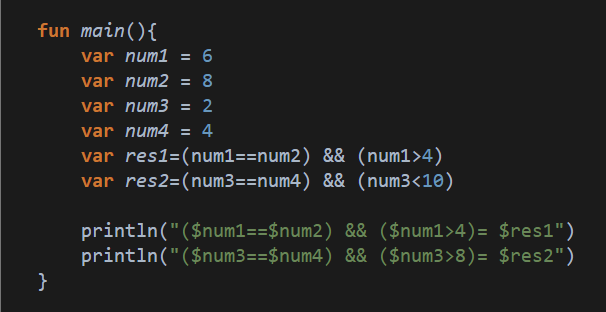 fun main(){
    var num1 = 6
    var num2 = 8
    var num3 = 2
    var num4 = 4
    var res1=(num1==num2) && (num1>4)
    var res2=(num3==num4) && (num3<10)
    println("($num1==$num2) && ($num1>4)= $res1")
    println("($num3==$num4) && ($num3>8)= $res2")
}